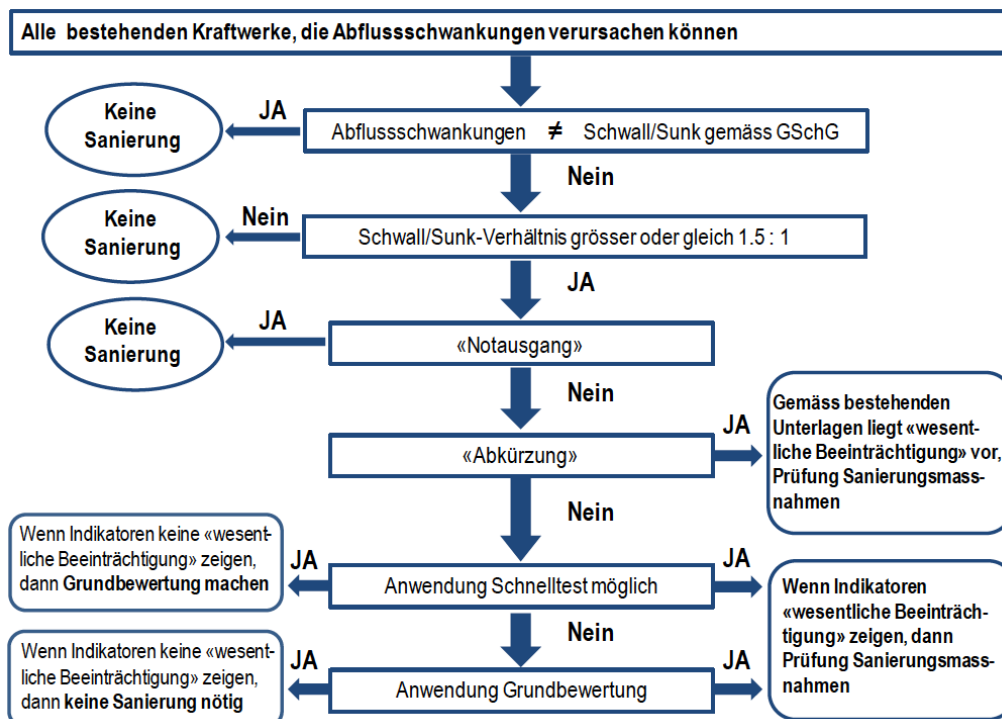 Alle bestehenden Kraftwerke, die Abflussschwankungen verursachen können
Keine
Sanierung
JA
Abflussschwankungen ≠ Schwall/Sunk gemäss GSchG
Nein
Keine
Sanierung
Nein
Schwall/Sunk-Verhältnis grösser oder gleich 1.5 : 1
JA
Keine
Sanierung
JA
«Notausgang»
Nein
«Abkürzung»
JA
Gemäss bestehenden
Unterlagen liegt «wesent-
liche Beeinträchtigung» vor,
Prüfung Sanierungsmass-
nahmen
Nein
Wenn Indikatoren keine «wesent-
liche Beeinträchtigung» zeigen,
dann Grundbewertung machen
JA
Anwendung Schnelltest möglich
JA
Wenn Indikatoren
«wesentliche Beeinträch-
tigung» zeigen, dann
Prüfung Sanierungsmass-
nahmen
Nein
Wenn Indikatoren keine «wesent-
liche Beeinträchtigung» zeigen,
dann keine Sanierung nötig
JA
Anwendung Grundbewertung
JA